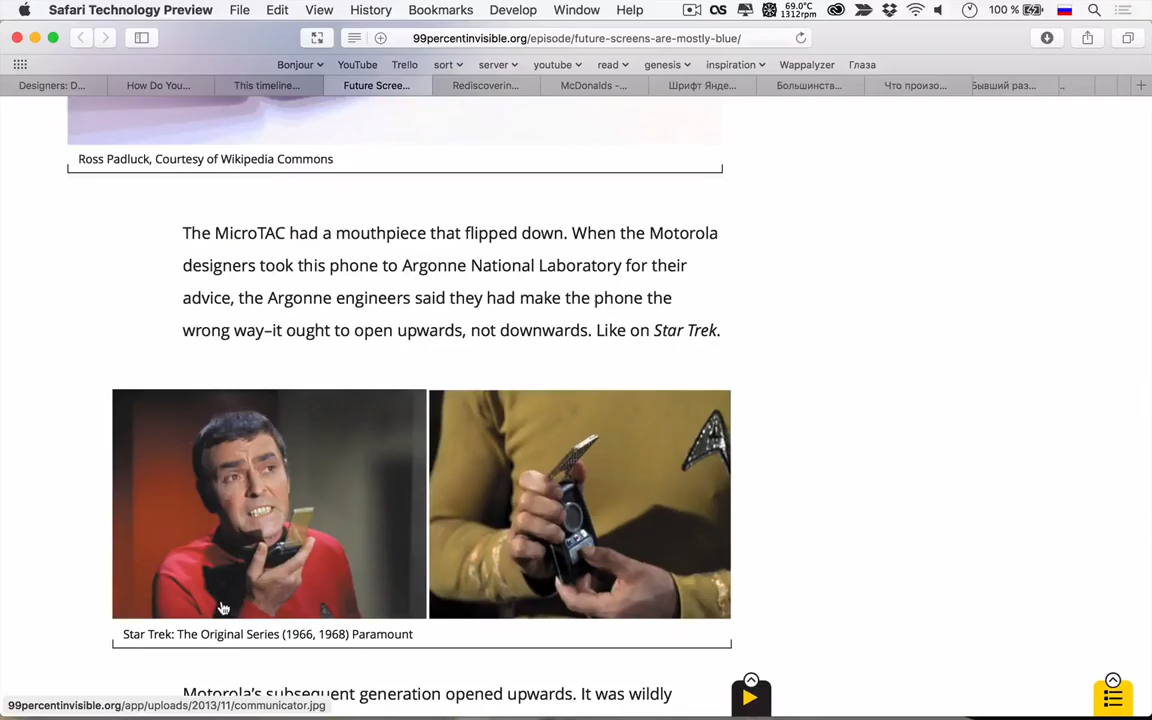 Safari Technology Preview File Edit View History Bookmarks Develop Window Help
69.0°C
1312rpm
100 %
99percentinvisible.org/episode/future-screens-are-mostly-blue/
Bonjour YouTube Trello sort server youtube read genesis inspiration Wappalyzer Глаза
Designers: D... How Do You... This timeline... Future Scree... Rediscoverin... McDonalds -... Шрифт Янде... Большинств... Что произо... Бывший раз... ..
Ross Padluck, Courtesy of Wikipedia Commons
The MicroTAC had a mouthpiece that flipped down. When the Motorola
designers took this phone to Argonne National Laboratory for their
advice, the Argonne engineers said they had make the phone the
wrong way–it ought to open upwards, not downwards. Like on Star Trek.
Star Trek: The Original Series (1966, 1968) Paramount
Motorola's subsequent generation opened upwards. It was wildly
99percentinvisible.org/app/uploads/2013/11/communicator.jpg